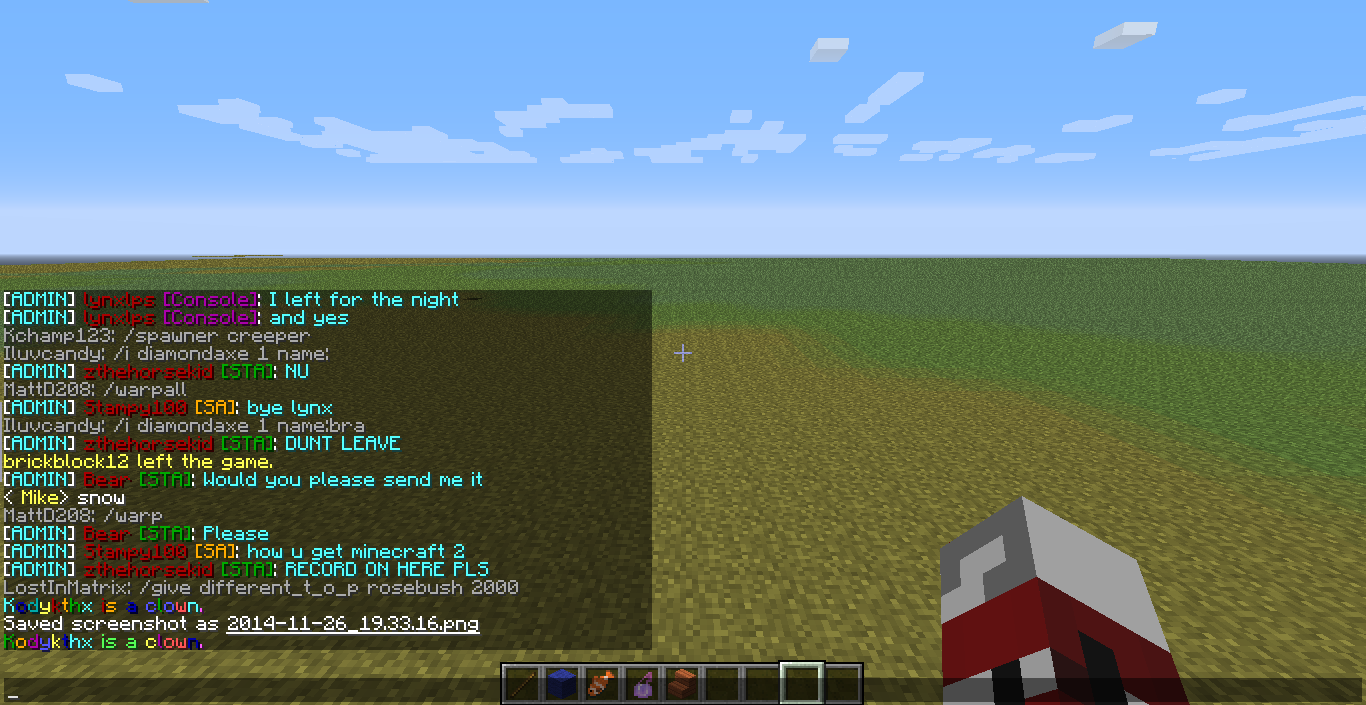 [ADMIN] lynxlps [Console]: I left for the night
[ADMIN] lynxlps [Console]: and yes
Kchamp123: /spawner creeper
Iluvcandy: /i diamondaxe 1 name:
[ADMIN] zthehorsekid [STA]: NU
MattD208: /warpall
[ADMIN] Stampy100 [SA]: bye lynx
Iluvcandy: /i diamondaxe 1 name:bra
[ADMIN] zthehorsekid [STA]: DUNT LEAVE
brickblock12 left the game.
[ADMIN] Bear [STA]: Would you please send me it
< Mike> snow
MattD208: /warp
[ADMIN] Bear [STA]: Please
[ADMIN] Stampy100 [SA]: how u get minecraft 2
[ADMIN] zthehorsekid [STA]: RECORD ON HERE PLS
LostInMatrix: /give different_t_o_p rosebush 2000
Kodykthx is a clown.
Saved screenshot as 2014-11-26_19.33.16.png
Kodykthx is a clown.
_